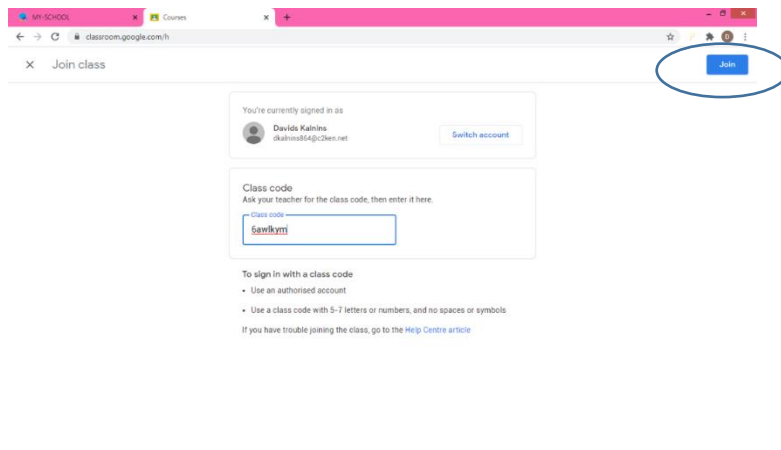 MY-SCHOOL
Courses
classroom.google.com/h
D
Join class
Join
You're currently signed in as
Davids Kalnins
dkalnins864@c2ken.net
Switch account
Class code
Ask your teacher for the class code, then enter it here.
Class code
6awlkym
To sign in with a class code
• Use an authorised account
• Use a class code with 5-7 letters or numbers, and no spaces or symbols
If you have trouble joining the class, go to the Help Centre article